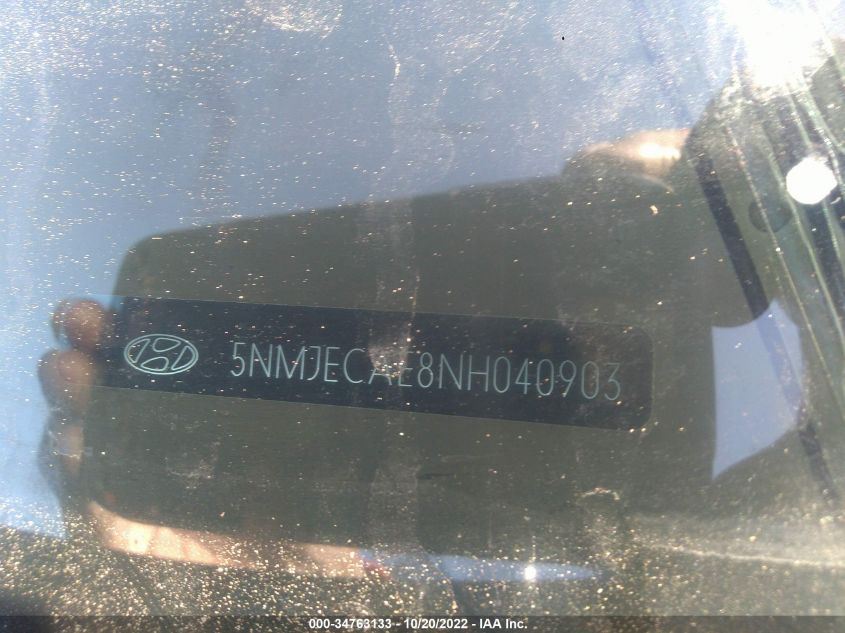 5NMJECAE8NH040903
000-34763133 - 10/20/2022 - IAA Inc.